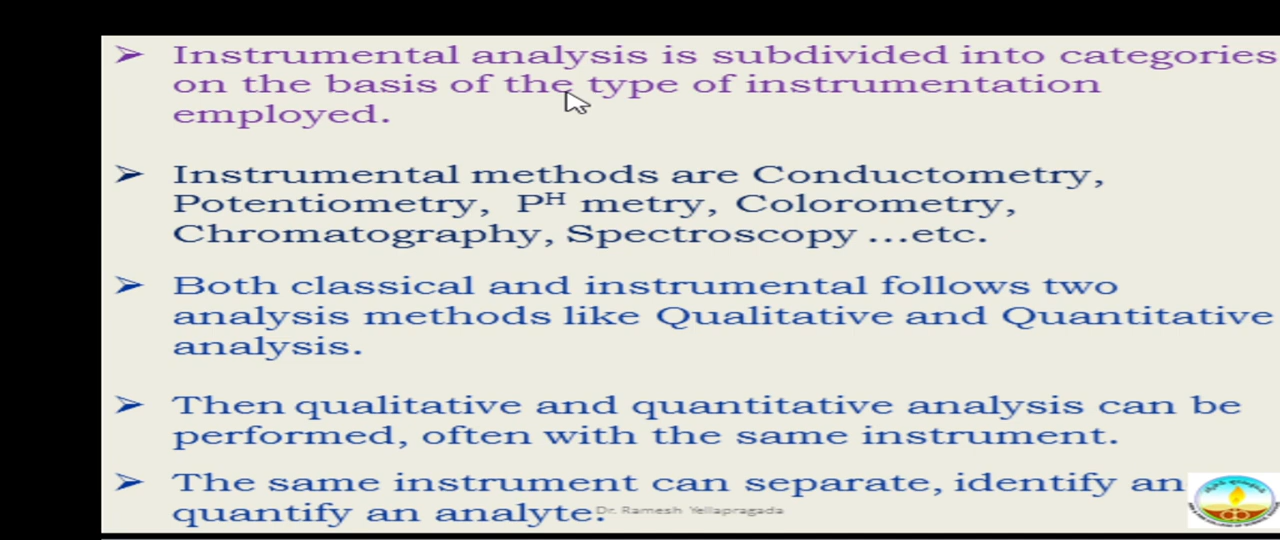 ➢ Instrumental analysis is subdivided into categories
on the basis of the type of instrumentation
employed.
➢ Instrumental methods are Conductometry,
Potentiometry, Pᴴ metry, Colorometry,
Chromatography, Spectroscopy ...etc.
➢ Both classical and instrumental follows two
analysis methods like Qualitative and Quantitative
analysis.
➢ Then qualitative and quantitative analysis can be
performed, often with the same instrument.
➢ The same instrument can separate, identify an
quantify an analyte.
Dr. Ramesh Yellapragada